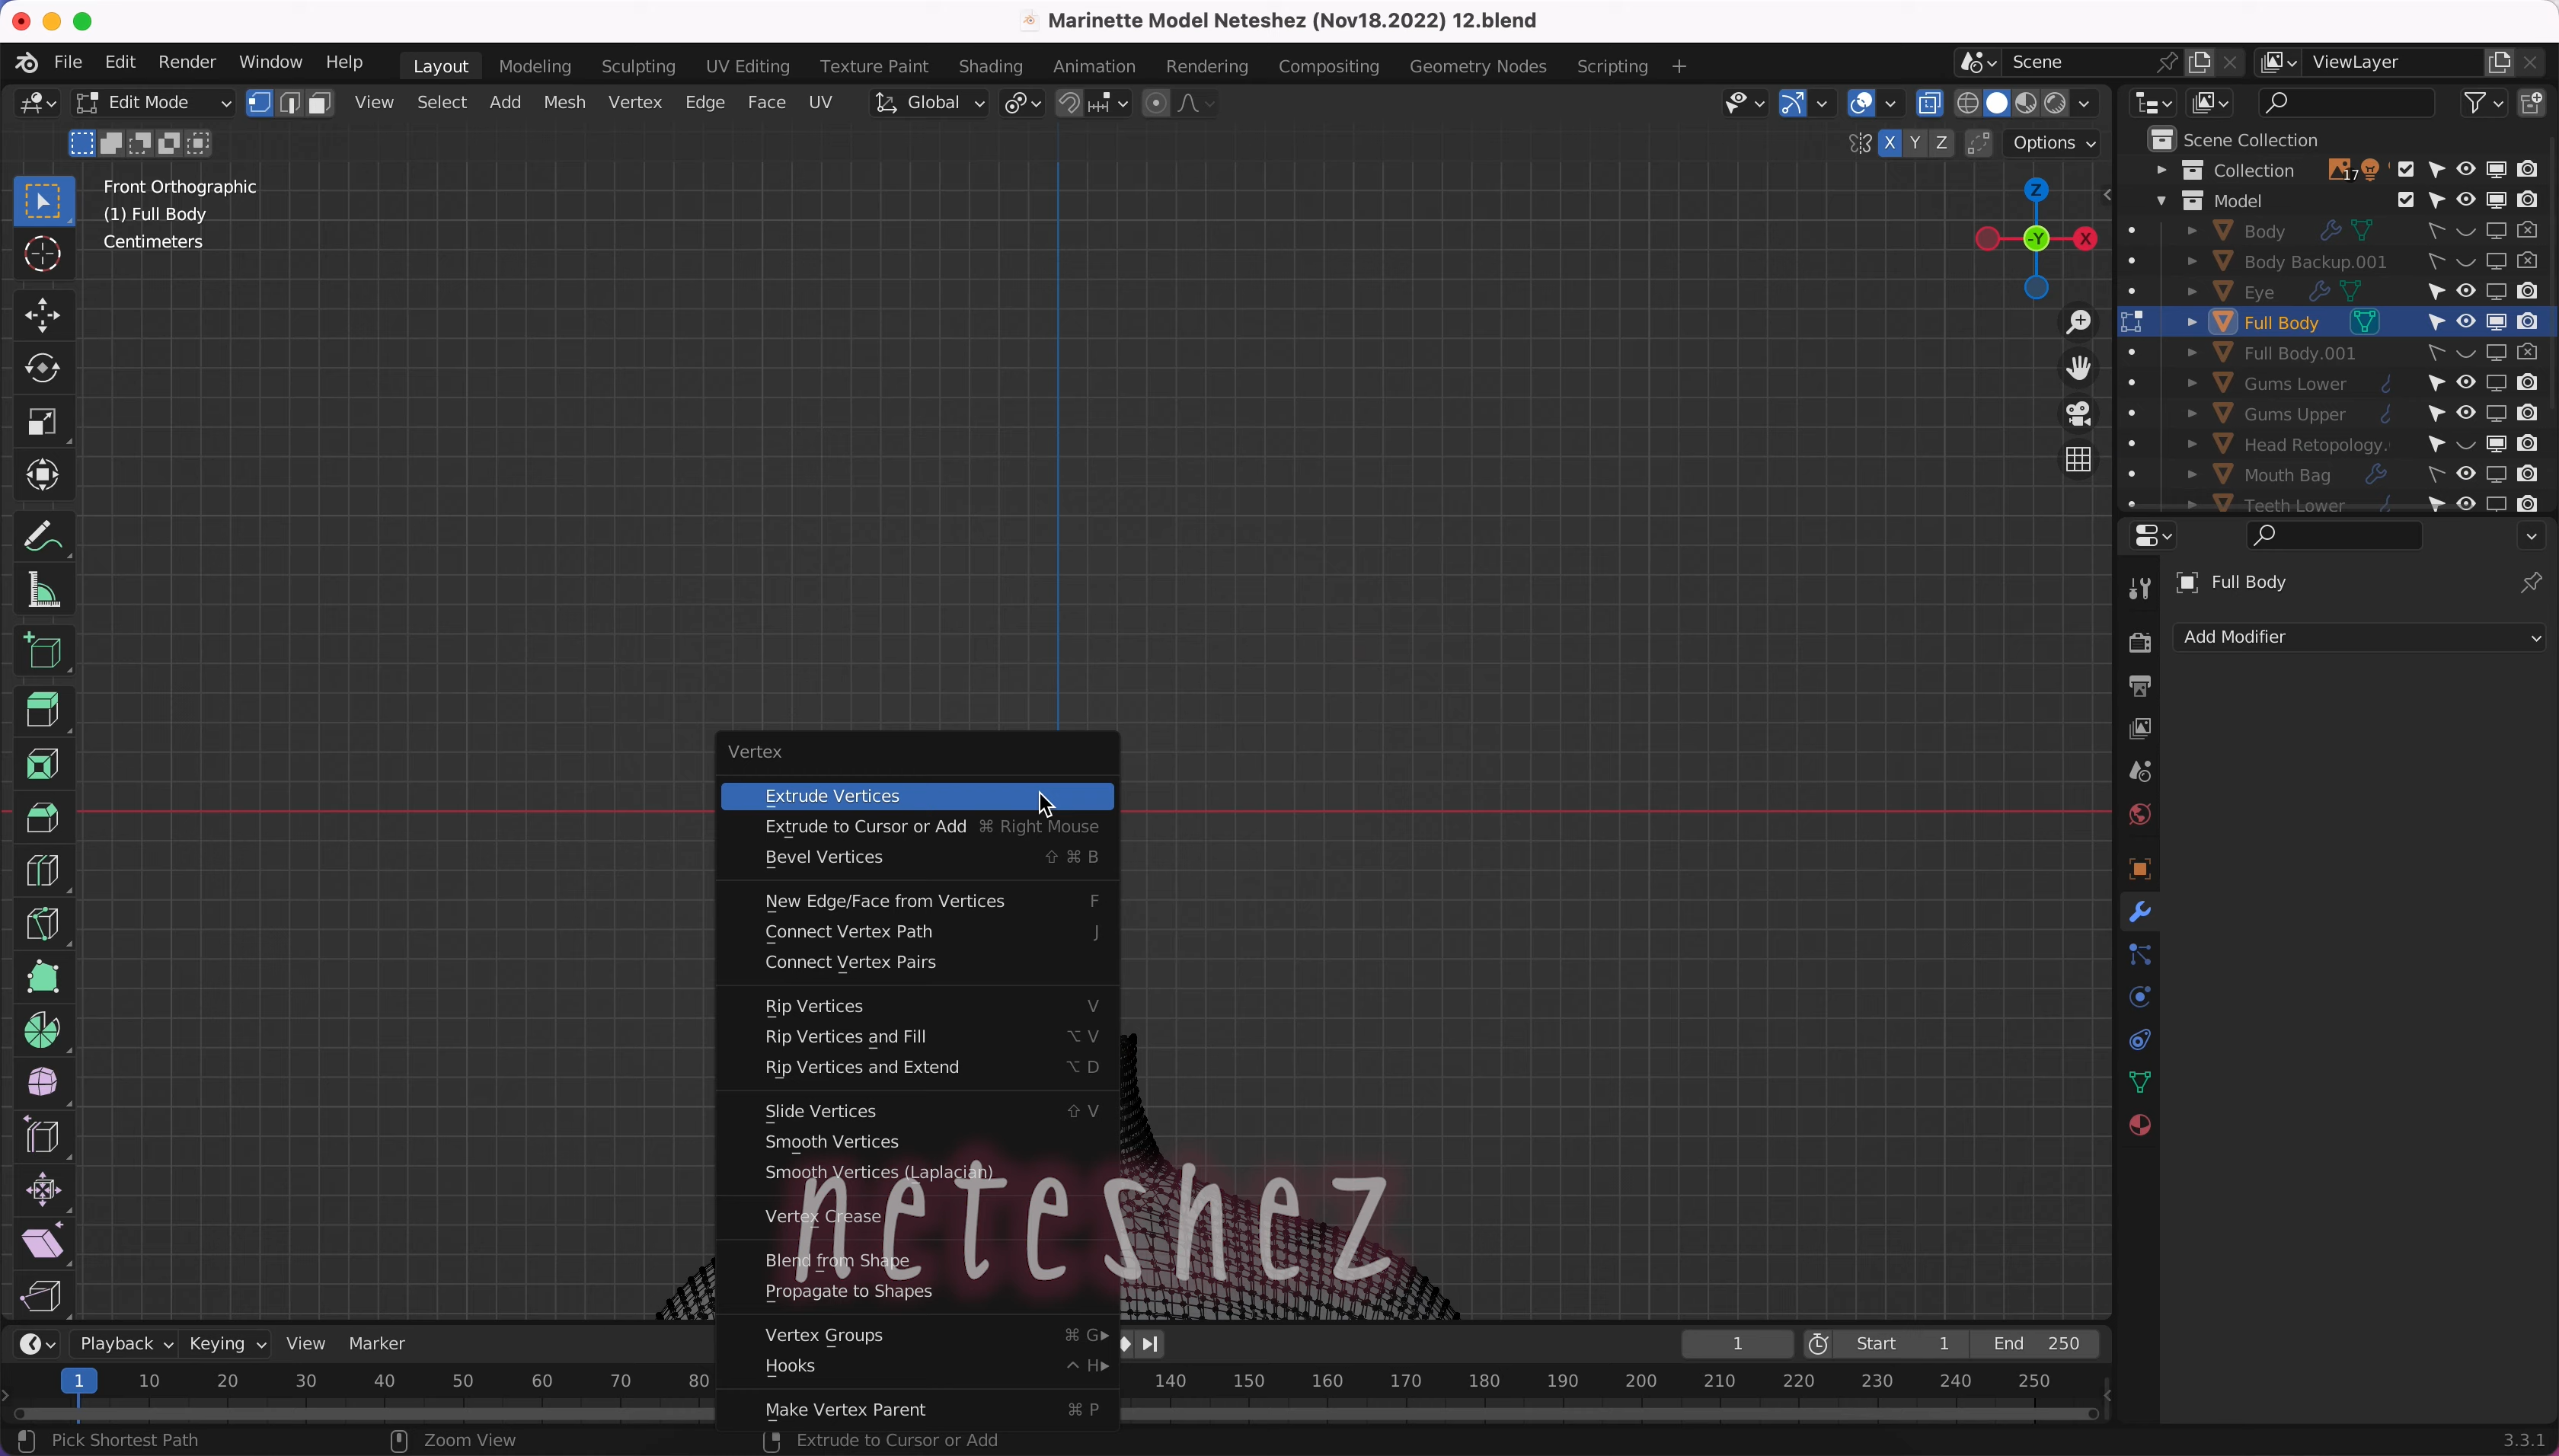 Marinette Model Neteshez (Nov18.2022) 12.blend
File Edit Render Window Help Layout Modeling Sculpting UV Editing Texture Paint Shading Animation Rendering Compositing Geometry Nodes Scripting + Scene ViewLayer
Edit Mode View Select Add Mesh Vertex Edge Face UV Global
X Y Z Options
Front Orthographic
(1) Full Body
Centimeters
Z
-Y X
Scene Collection
Collection 17
Model
Body
Body Backup.001
Eye
Full Body
Full Body.001
Gums Lower
Gums Upper
Head Retopology.
Mouth Bag
Teeth Lower
Full Body
Add Modifier
Vertex
Extrude Vertices
Extrude to Cursor or Add ⌘ Right Mouse
Bevel Vertices ⇧ ⌘ B
New Edge/Face from Vertices F
Connect Vertex Path J
Connect Vertex Pairs
Rip Vertices V
Rip Vertices and Fill ⌥ V
Rip Vertices and Extend ⌥ D
Slide Vertices ⇧ V
Smooth Vertices
Smooth Vertices (Laplacian)
Vertex Crease
Blend from Shape
Propagate to Shapes
Vertex Groups ⌘ G
Hooks ^ H
Make Vertex Parent ⌘ P
neteshez
Playback Keying View Marker 1 Start 1 End 250
1 10 20 30 40 50 60 70 80 140 150 160 170 180 190 200 210 220 230 240 250
Pick Shortest Path Zoom View Extrude to Cursor or Add 3.3.1